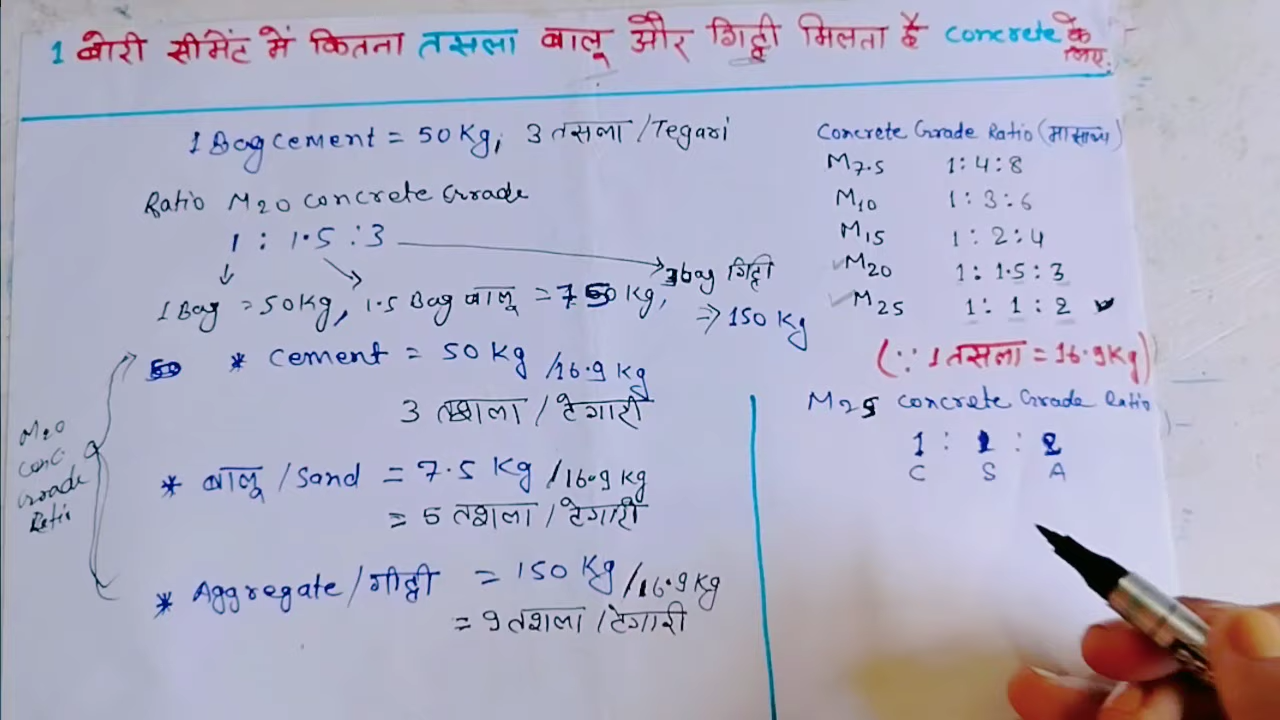 1 बोरी सीमेंट में कितना तसला बालू और गिट्टी मिलता है concrete के लिए.
1 Bag cement = 50 Kg, 3 तसला / Tegari
Ratio M20 concrete Grade
1 : 1.5 : 3
1 Bag = 50 Kg, 1.5 Bag बालू = 750 Kg, 3 bag गिट्टी
⇒ 150 Kg
* Cement = 50 Kg /16.9 Kg
3 तशला / टेगारी
* बालू / Sand = 7.5 Kg /16.9 Kg
= 5 तशला / टेगारी
* Aggregate / गीट्टी = 150 Kg /16.9 Kg
= 9 तशला / टेगारी
M20
conc.
Grade
Ratio
Concrete Grade Ratio
M7.5 1 : 4 : 8
M10 1 : 3 : 6
M15 1 : 2 : 4
M20 1 : 1.5 : 3
M25 1 : 1 : 2
(∵ 1 तसला = 16.9 Kg)
M25 concrete Grade Ratio
1 : 1 : 2
C S A